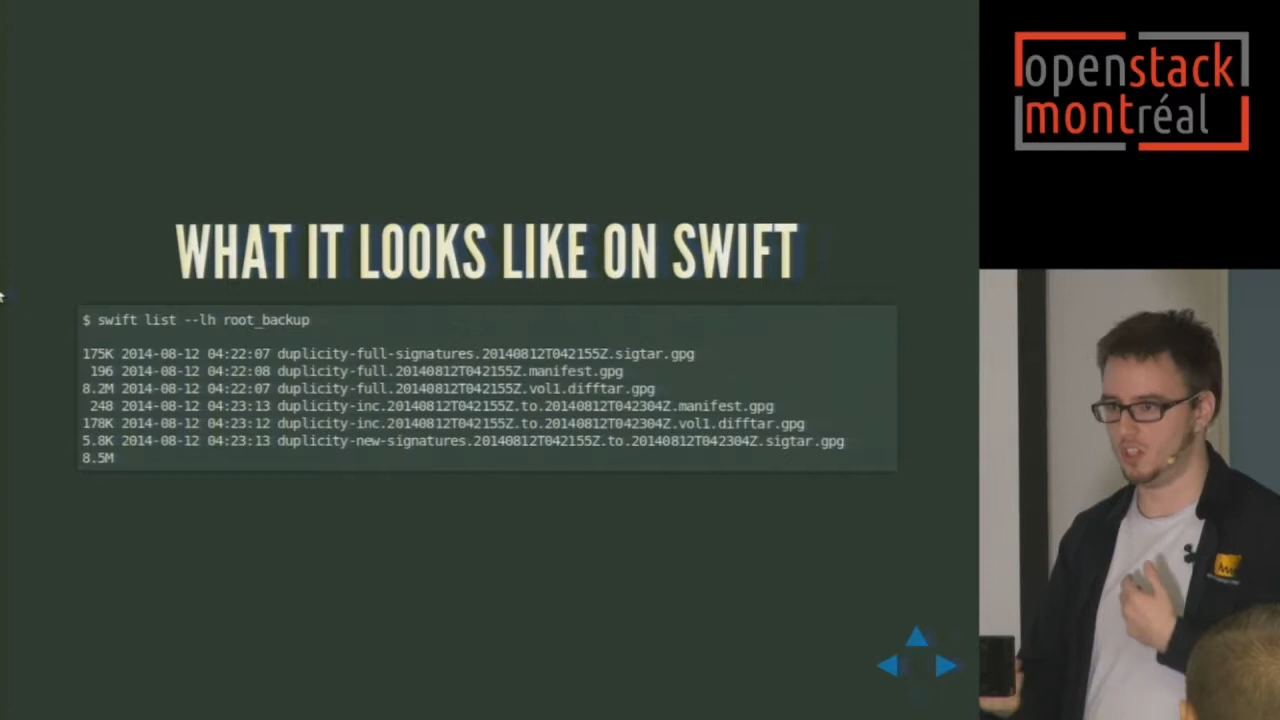 openstack
montréal
WHAT IT LOOKS LIKE ON SWIFT
$ swift list --lh root_backup
175K 2014-08-12 04:22:07 duplicity-full-signatures.20140812T042155Z.sigtar.gpg
196 2014-08-12 04:22:08 duplicity-full.20140812T042155Z.manifest.gpg
8.2M 2014-08-12 04:22:07 duplicity-full.20140812T042155Z.vol1.difftar.gpg
248 2014-08-12 04:23:13 duplicity-inc.20140812T042155Z.to.20140812T042304Z.manifest.gpg
178K 2014-08-12 04:23:12 duplicity-inc.20140812T042155Z.to.20140812T042304Z.vol1.difftar.gpg
5.8K 2014-08-12 04:23:13 duplicity-new-signatures.20140812T042155Z.to.20140812T042304Z.sigtar.gpg
8.5M